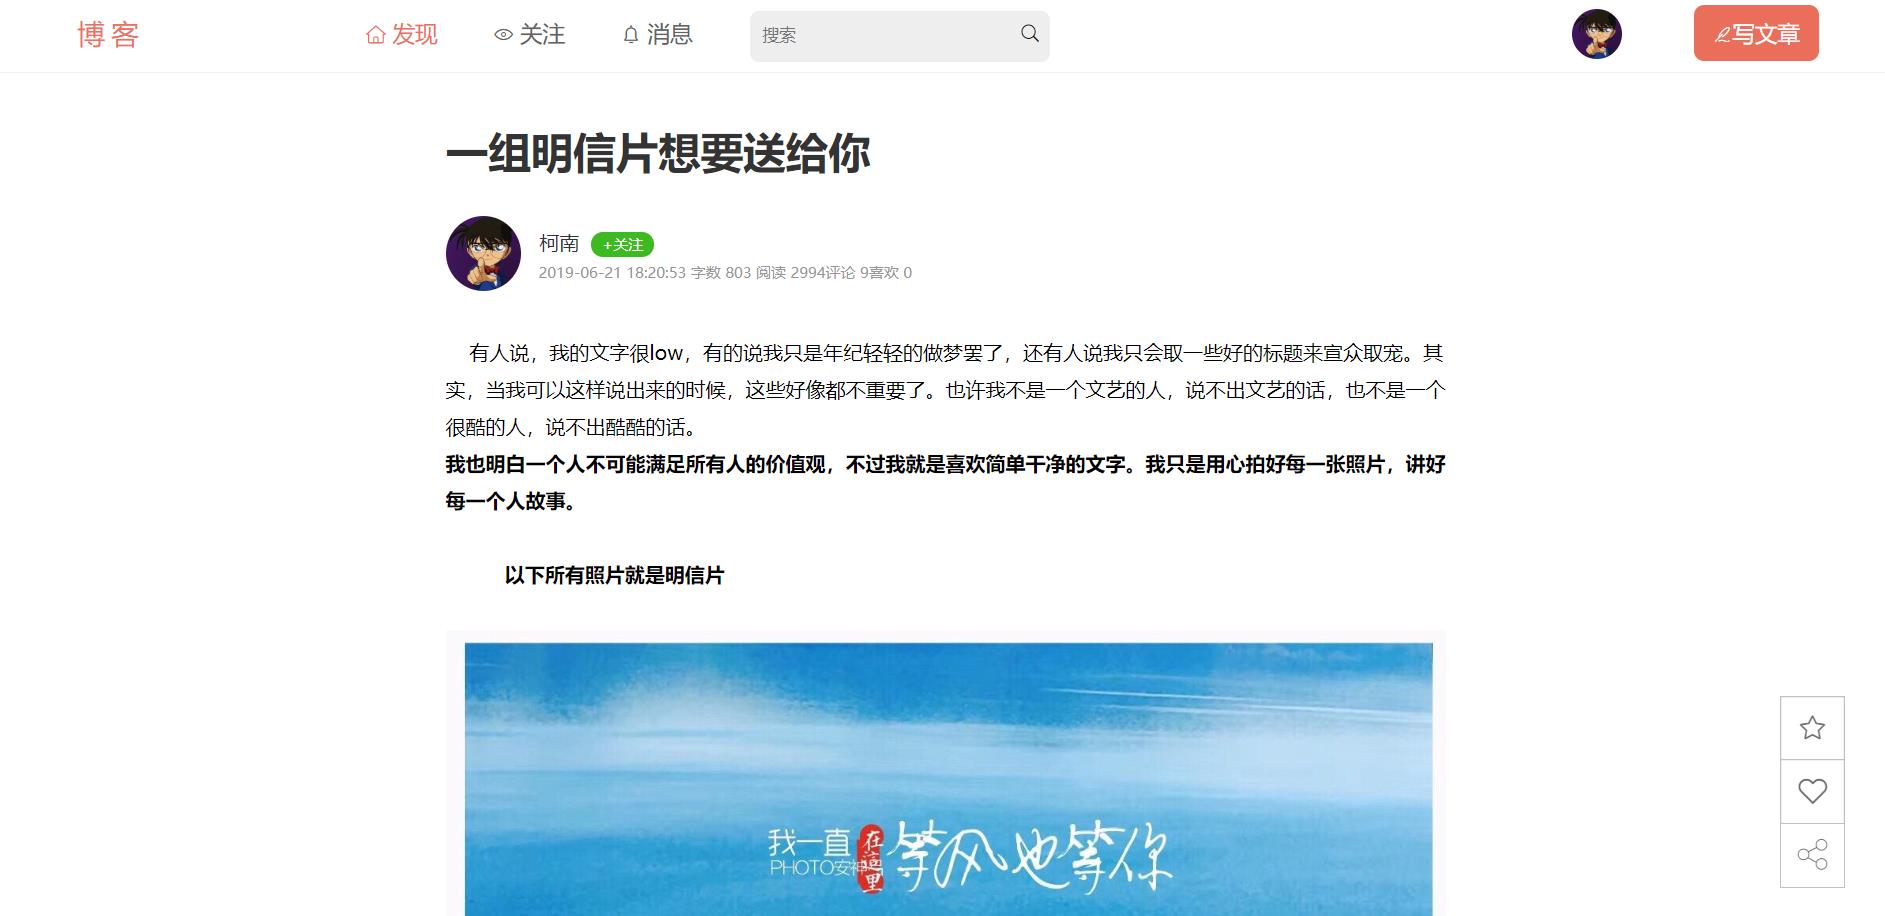 博客
发现
关注
消息
搜索
写文章
一组明信片想要送给你
柯南
+关注
2019-06-21 18:20:53 字数 803 阅读 2994评论 9喜欢 0
有人说，我的文字很low，有的说我只是年纪轻轻的做梦罢了，还有人说我只会取一些好的标题来宣众取宠。其
实，当我可以这样说出来的时候，这些好像都不重要了。也许我不是一个文艺的人，说不出文艺的话，也不是一个
很酷的人，说不出酷酷的话。
我也明白一个人不可能满足所有人的价值观，不过我就是喜欢简单干净的文字。我只是用心拍好每一张照片，讲好
每一个人故事。
以下所有照片就是明信片
我一直
在這里
等风也等你
PHOTO安神